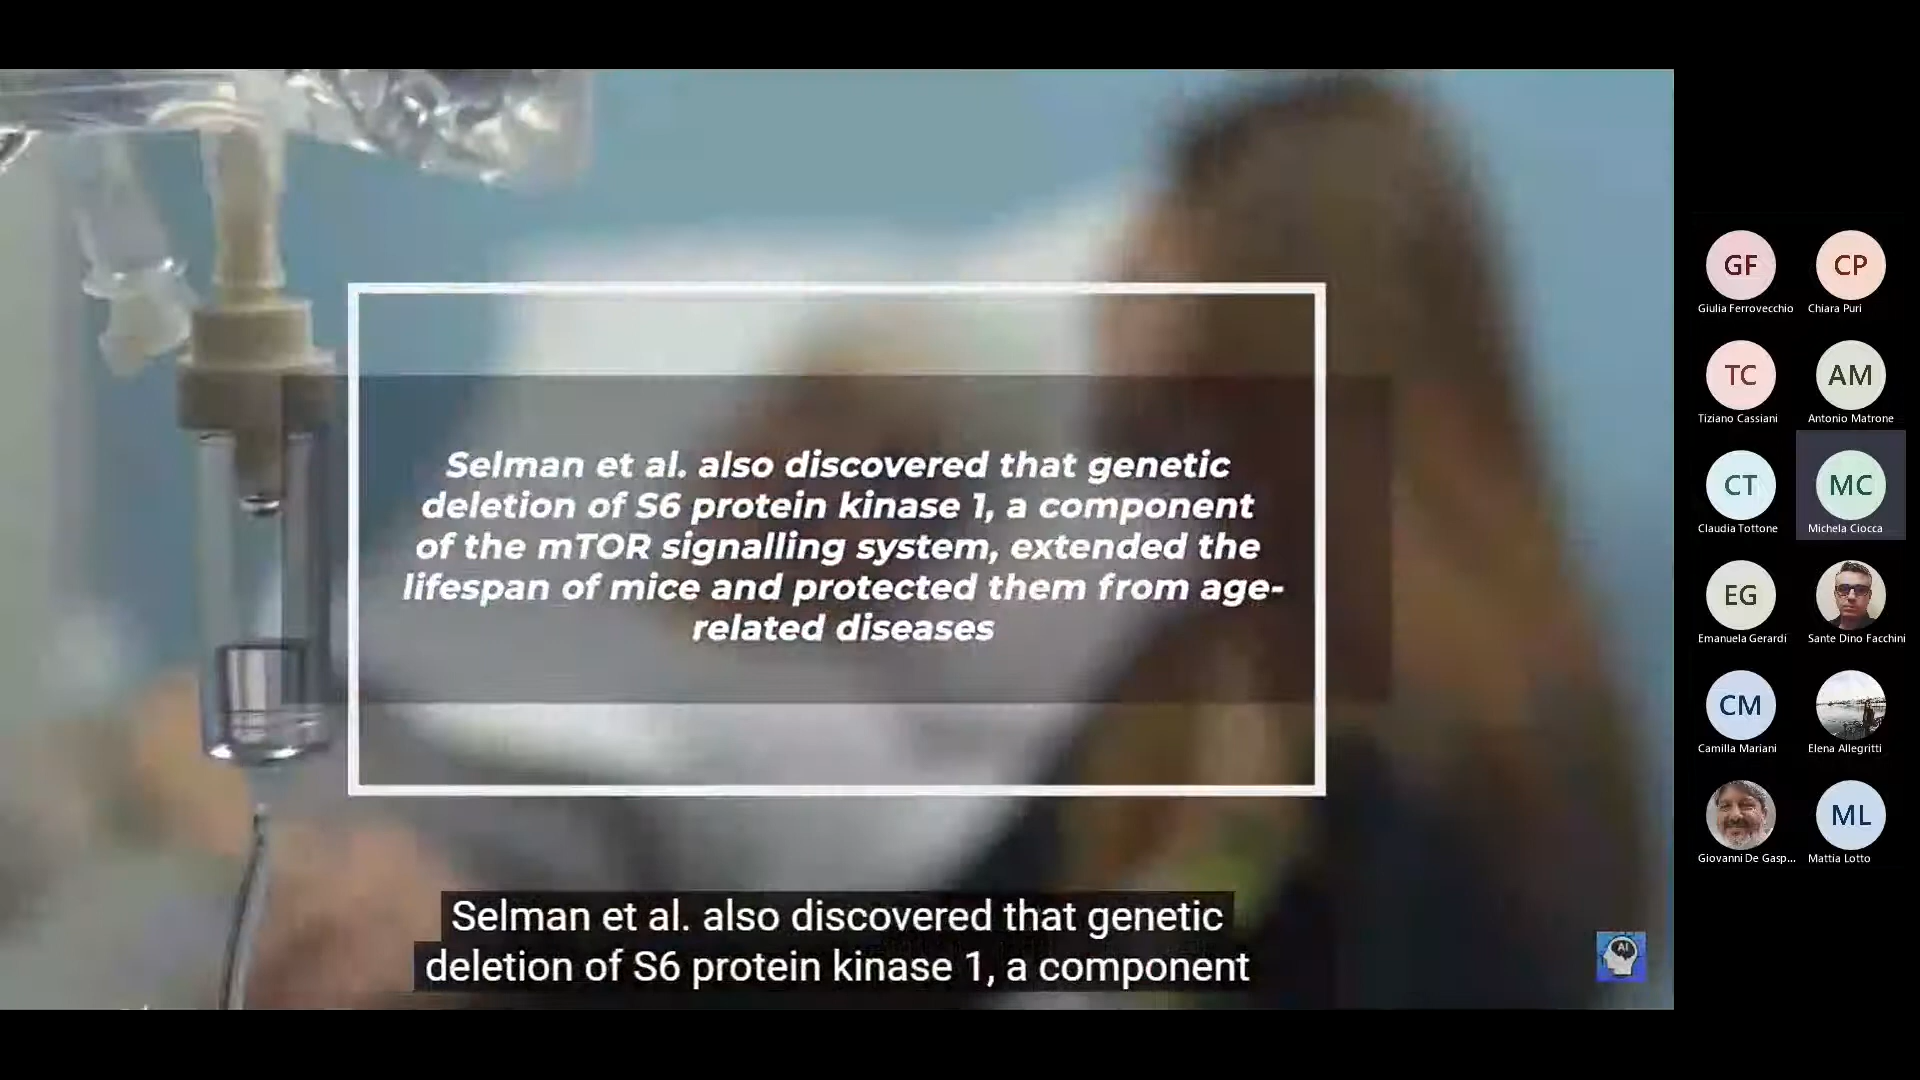 Selman et al. also discovered that genetic
deletion of S6 protein kinase 1, a component
of the mTOR signalling system, extended the
lifespan of mice and protected them from age-
related diseases
Selman et al. also discovered that genetic
deletion of S6 protein kinase 1, a component
AI
GF
Giulia Ferrovecchio
CP
Chiara Puri
TC
Tiziano Cassiani
AM
Antonio Matrone
CT
Claudia Tottone
MC
Michela Ciocca
EG
Emanuela Gerardi
Sante Dino Facchini
CM
Camilla Mariani
Elena Allegritti
Giovanni De Gasp...
ML
Mattia Lotto